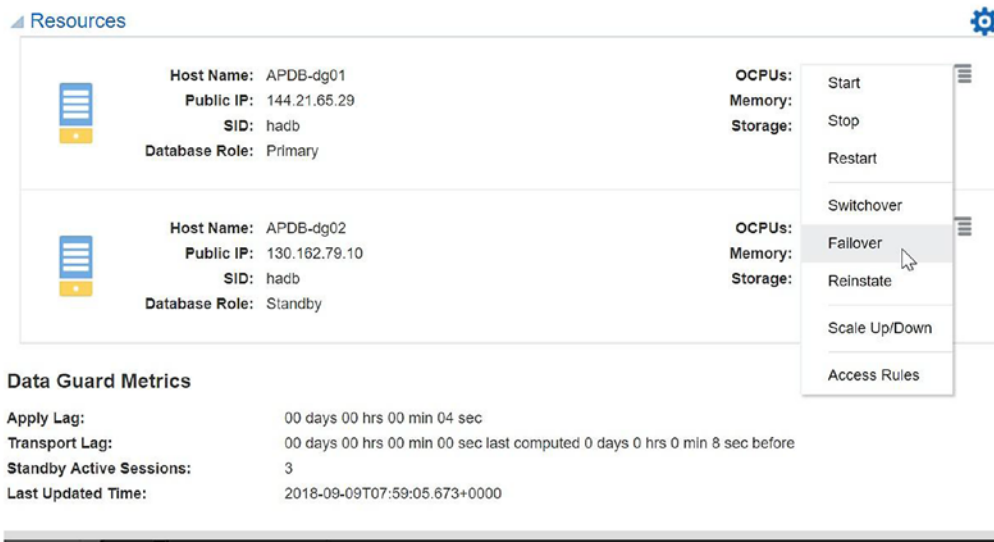 Resources
Host Name: APDB-dg01
Public IP: 144.21.65.29
SID: hadb
Database Role: Primary
OCPUs:
Memory:
Storage:
Host Name: APDB-dg02
Public IP: 130.162.79.10
SID: hadb
Database Role: Standby
OCPUs:
Memory:
Storage:
Start
Stop
Restart
Switchover
Failover
Reinstate
Scale Up/Down
Access Rules
Data Guard Metrics
Apply Lag: 00 days 00 hrs 00 min 04 sec
Transport Lag: 00 days 00 hrs 00 min 00 sec last computed 0 days 0 hrs 0 min 8 sec before
Standby Active Sessions: 3
Last Updated Time: 2018-09-09T07:59:05.673+0000